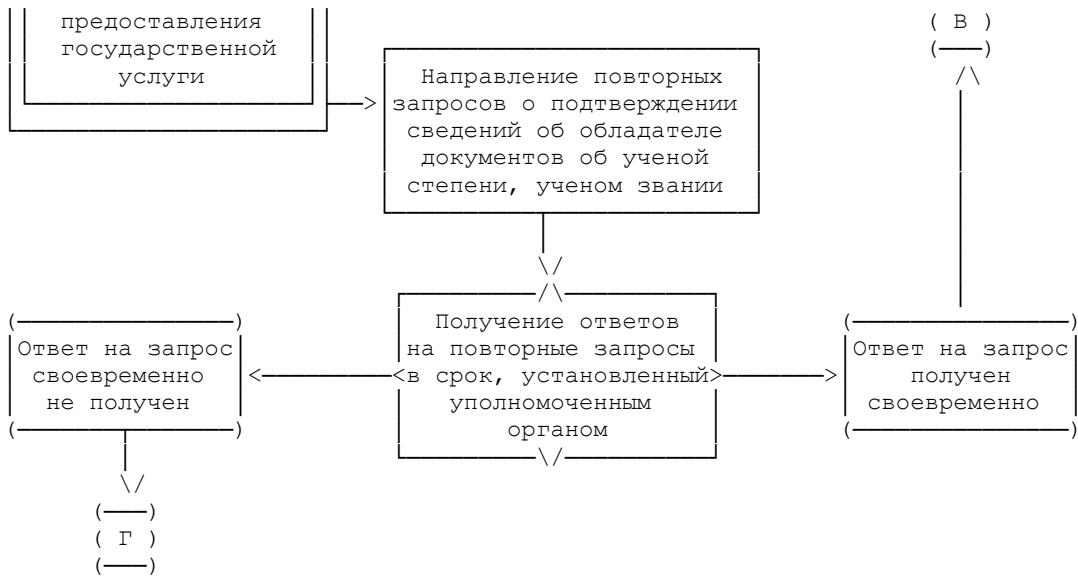 предоставления
государственной
услуги
( В )
Направление повторных
запросов о подтверждении
сведений об обладателе
документов об ученой
степени, ученом звании
Ответ на запрос
своевременно
не получен
Получение ответов
на повторные запросы
в срок, установленный
уполномоченным
органом
Ответ на запрос
получен
своевременно
( Г )